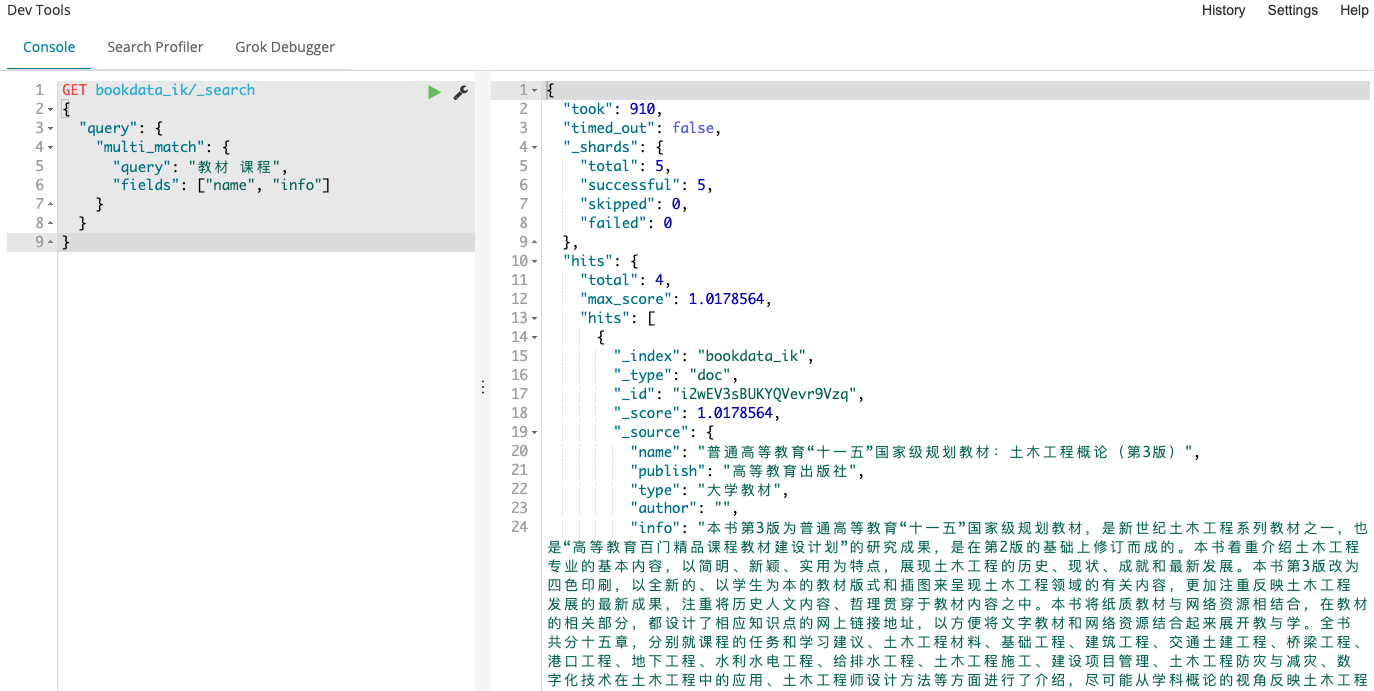 Dev Tools
History Settings Help
Console Search Profiler Grok Debugger
1 GET bookdata_ik/_search
2 {
3 "query": {
4 "multi_match": {
5 "query": "教材 课程",
6 "fields": ["name", "info"]
7 }
8 }
9 }
1 {
2 "took": 910,
3 "timed_out": false,
4 "_shards": {
5 "total": 5,
6 "successful": 5,
7 "skipped": 0,
8 "failed": 0
9 },
10 "hits": {
11 "total": 4,
12 "max_score": 1.0178564,
13 "hits": [
14 {
15 "_index": "bookdata_ik",
16 "_type": "doc",
17 "_id": "i2wEV3sBUKYQVevr9Vzq",
18 "_score": 1.0178564,
19 "_source": {
20 "name": "普通高等教育“十一五”国家级规划教材：土木工程概论（第3版）",
21 "publish": "高等教育出版社",
22 "type": "大学教材",
23 "author": "",
24 "info": "本书第3版为普通高等教育“十一五”国家级规划教材，是新世纪土木工程系列教材之一，也
是“高等教育百门精品课程教材建设计划”的研究成果，是在第2版的基础上修订而成的。本书着重介绍土木工程
专业的基本内容，以简明、新颖、实用为特点，展现土木工程的历史、现状、成就和最新发展。本书第3版改为
四色印刷，以全新的、以学生为本的教材版式和插图来呈现土木工程领域的有关内容，更加注重反映土木工程
发展的最新成果，注重将历史人文内容、哲理贯穿于教材内容之中。本书将纸质教材与网络资源相结合，在教材
的相关部分，都设计了相应知识点的网上链接地址，以方便将文字教材和网络资源结合起来展开教与学。全书
共分十五章，分别就课程的任务和学习建议、土木工程材料、基础工程、建筑工程、交通土建工程、桥梁工程、
港口工程、地下工程、水利水电工程、给排水工程、土木工程施工、建设项目管理、土木工程防灾与减灾、数
字化技术在土木工程中的应用、土木工程师设计方法等方面进行了介绍，尽可能从学科概论的视角反映土木工程